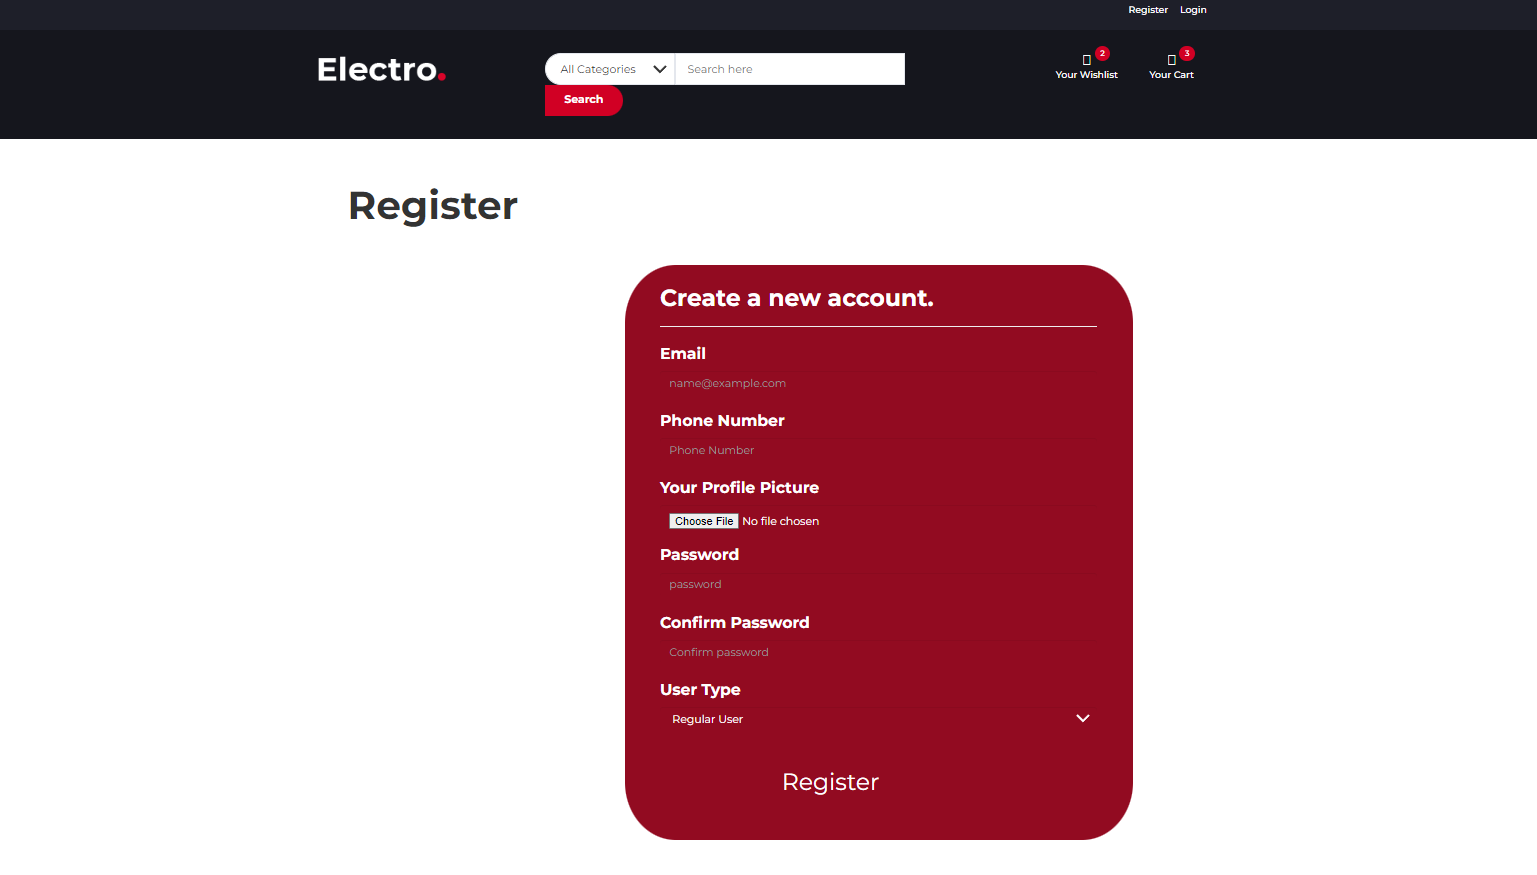 Register Login
Electro.
All Categories Search here
Search
2
Your Wishlist
3
Your Cart
Register
Create a new account.
Email
name@example.com
Phone Number
Phone Number
Your Profile Picture
Choose File No file chosen
Password
password
Confirm Password
Confirm password
User Type
Regular User
Register